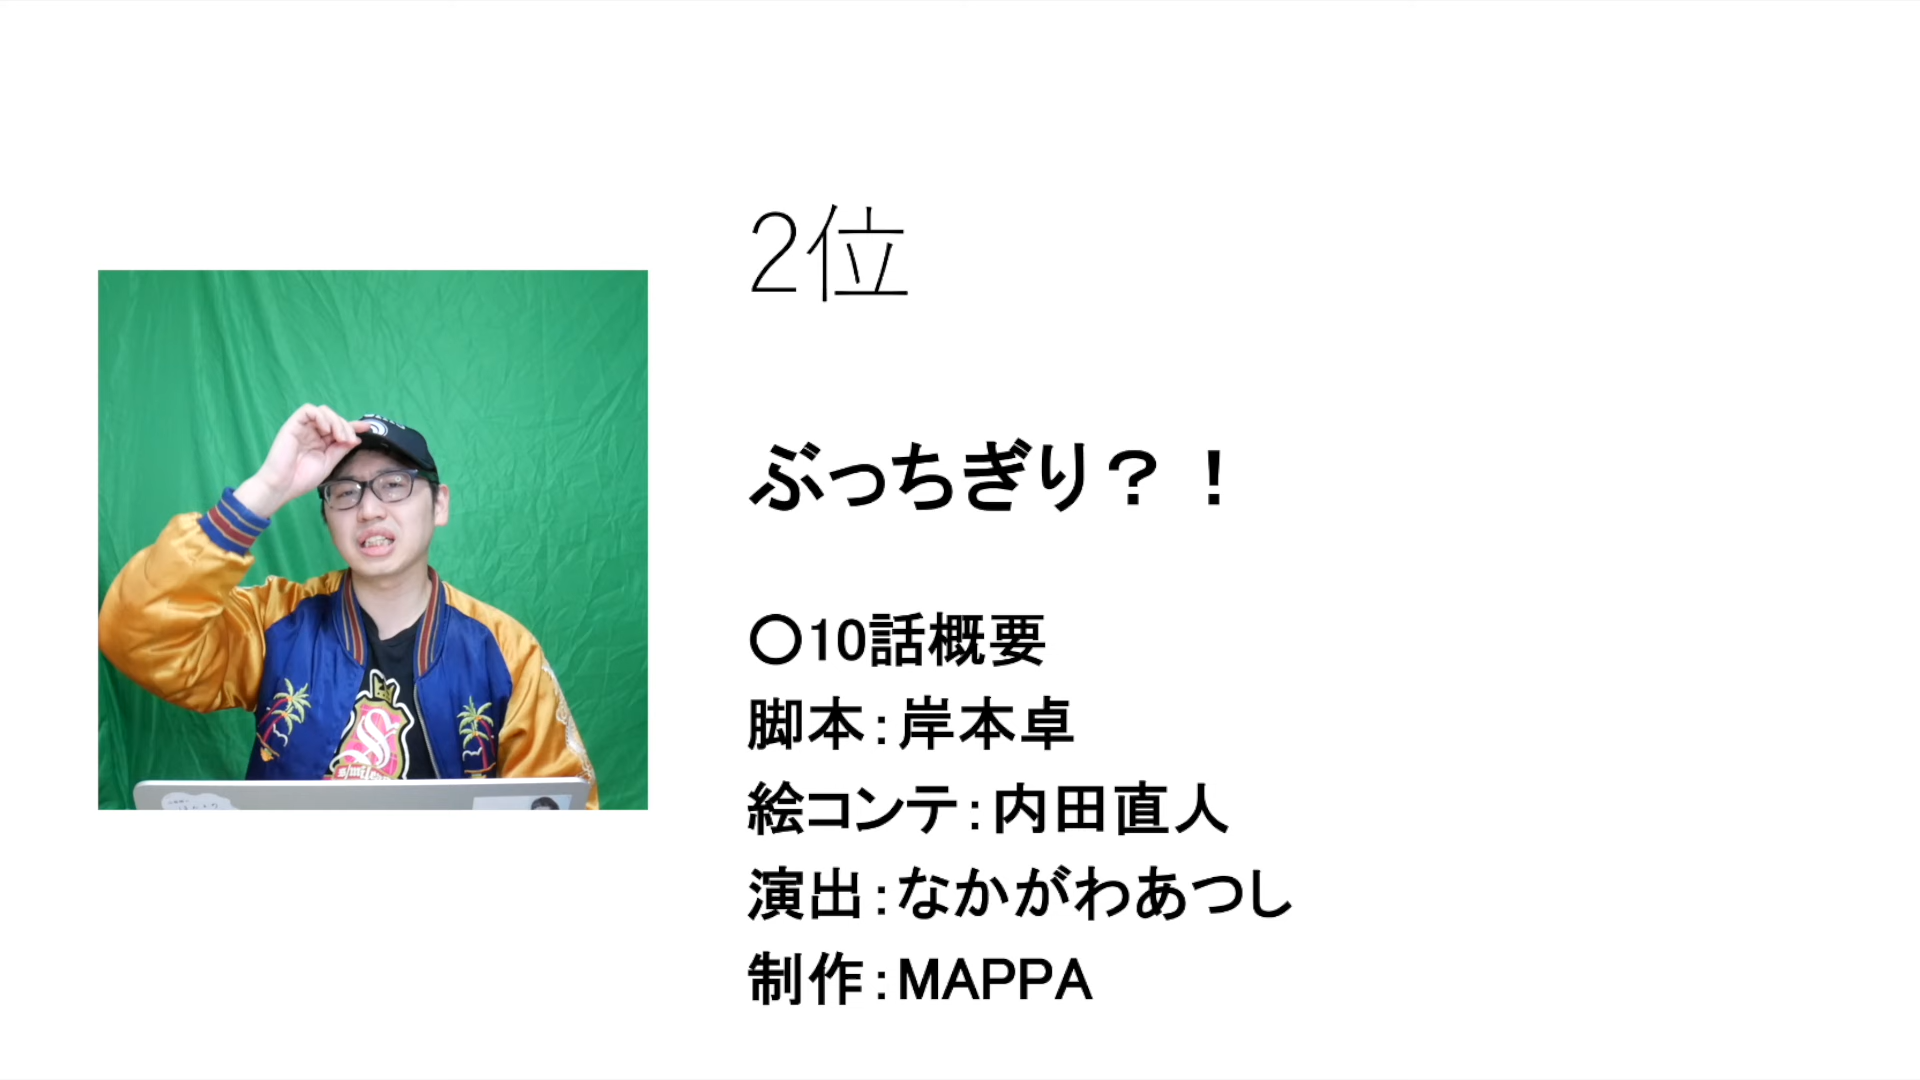 2位
ぶっちぎり？！
〇10話概要
脚本：岸本卓
絵コンテ：内田直人
演出：なかがわあつし
制作：MAPPA
S